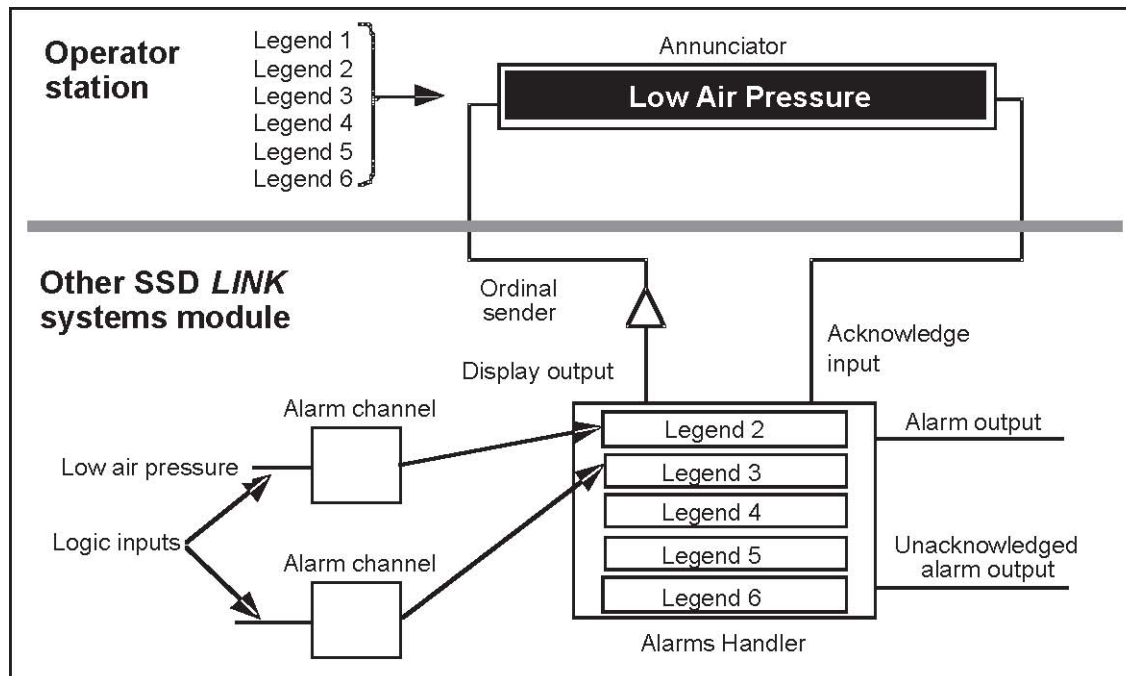 Operator
station
Legend 1
Legend 2
Legend 3
Legend 4
Legend 5
Legend 6
Annunciator
Low Air Pressure
Other SSD LINK
systems module
Ordinal
sender
Display output
Acknowledge
input
Alarm channel
Low air pressure
Logic inputs
Alarm channel
Legend 2
Legend 3
Legend 4
Legend 5
Legend 6
Alarms Handler
Alarm output
Unacknowledged
alarm output